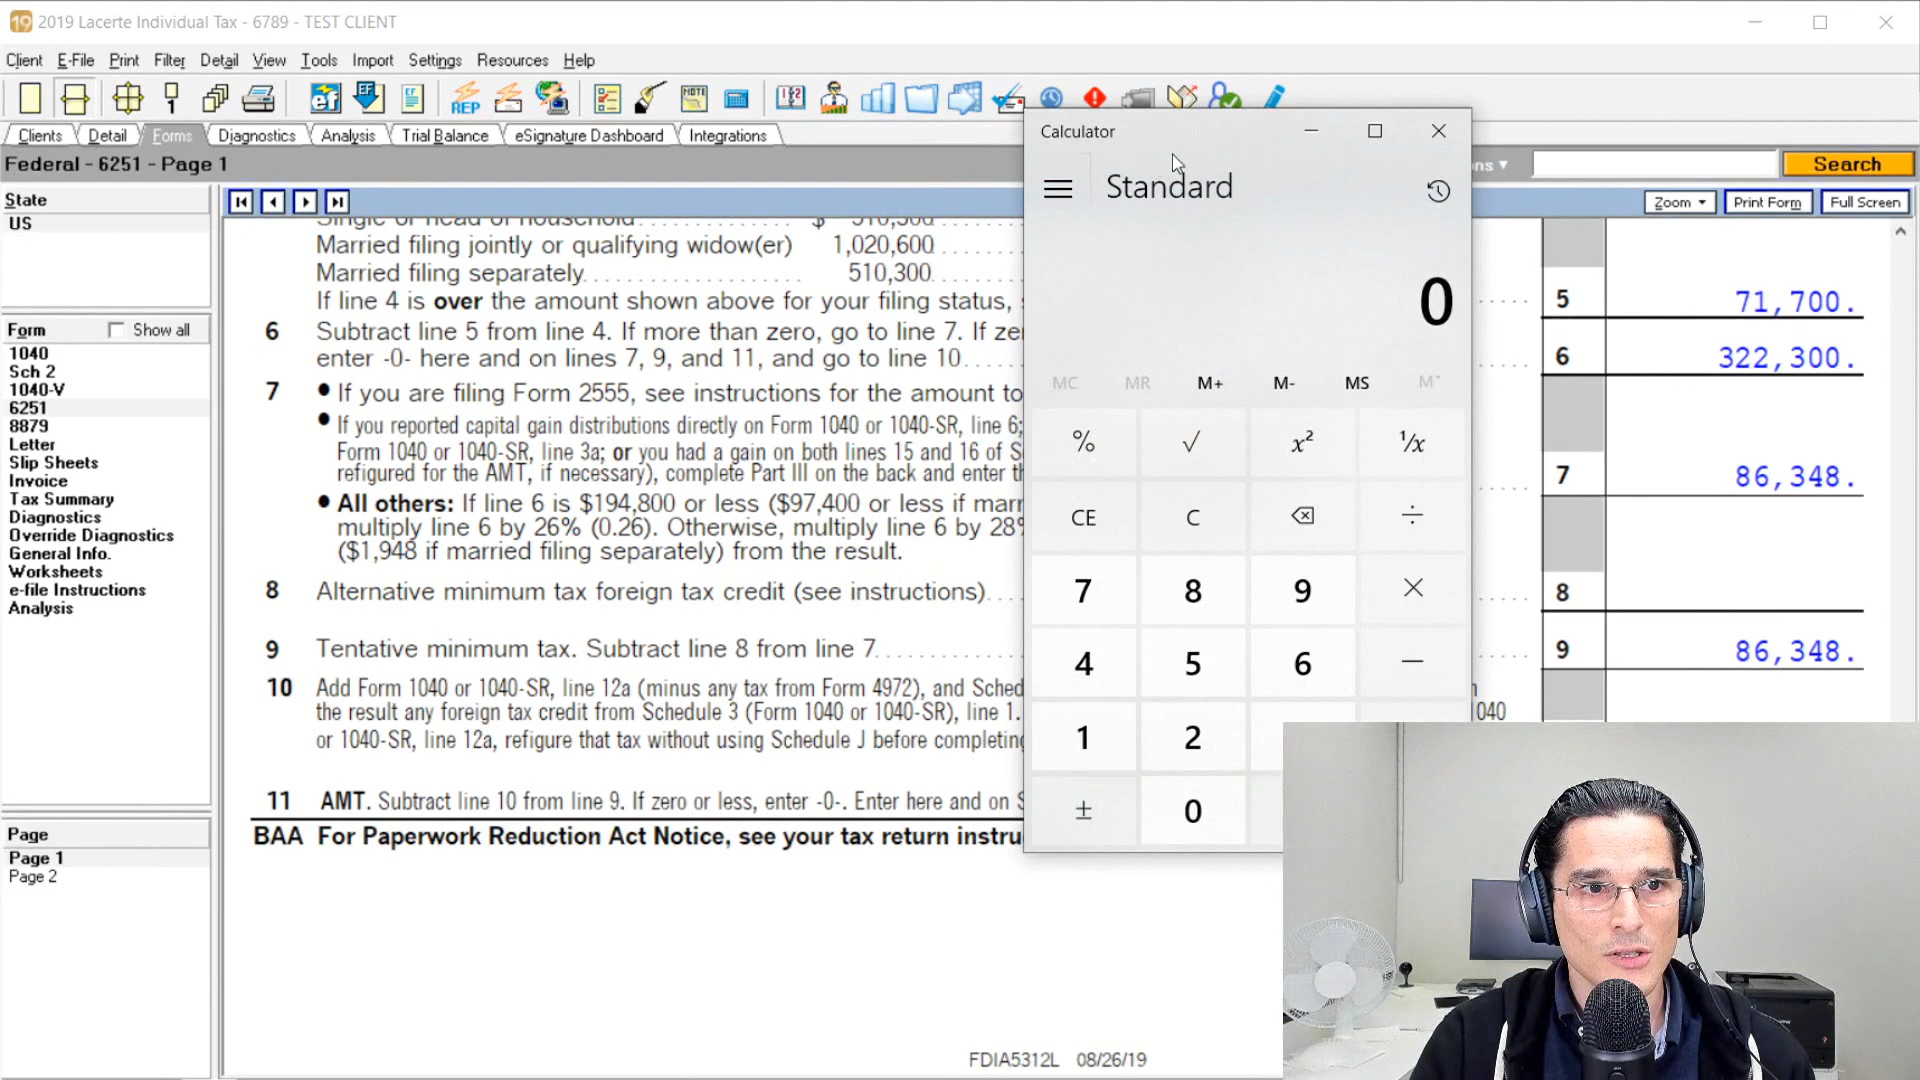 19 2019 Lacerte Individual Tax - 6789 - TEST CLIENT
Client E-File Print Filter Detail View Tools Import Settings Resources Help
1 ef EF EF REP NOTE
Clients Detail Forms Diagnostics Analysis Trial Balance eSignature Dashboard Integrations
Federal - 6251 - Page 1
ns Search
State
US
Zoom Print Form Full Screen
Form Show all
1040
Sch 2
1040-V
6251
8879
Letter
Slip Sheets
Invoice
Tax Summary
Diagnostics
Override Diagnostics
General Info.
Worksheets
e-file Instructions
Analysis
Page
Page 1
Page 2
Single or head of household $ 510,300
Married filing jointly or qualifying widow(er) 1,020,600
Married filing separately 510,300
If line 4 is over the amount shown above for your filing status,
5 71,700.
6 Subtract line 5 from line 4. If more than zero, go to line 7. If ze
enter -0- here and on lines 7, 9, and 11, and go to line 10
6 322,300.
7 • If you are filing Form 2555, see instructions for the amount to
• If you reported capital gain distributions directly on Form 1040 or 1040-SR, line 6;
Form 1040 or 1040-SR, line 3a; or you had a gain on both lines 15 and 16 of S
refigured for the AMT, if necessary), complete Part III on the back and enter th
7 86,348.
• All others: If line 6 is $194,800 or less ($97,400 or less if marr
multiply line 6 by 26% (0.26). Otherwise, multiply line 6 by 28%
($1,948 if married filing separately) from the result.
8 Alternative minimum tax foreign tax credit (see instructions)
8
9 Tentative minimum tax. Subtract line 8 from line 7
9 86,348.
10 Add Form 1040 or 1040-SR, line 12a (minus any tax from Form 4972), and Sched
the result any foreign tax credit from Schedule 3 (Form 1040 or 1040-SR), line 1. 1040
or 1040-SR, line 12a, refigure that tax without using Schedule J before completin
11 AMT. Subtract line 10 from line 9. If zero or less, enter -0-. Enter here and on S
BAA For Paperwork Reduction Act Notice, see your tax return instru
FDIA5312L 08/26/19
Calculator
Standard
0
MC MR M+ M- MS M
% √ x² ¹/x
CE C ÷
7 8 9 ×
4 5 6 −
1 2
± 0